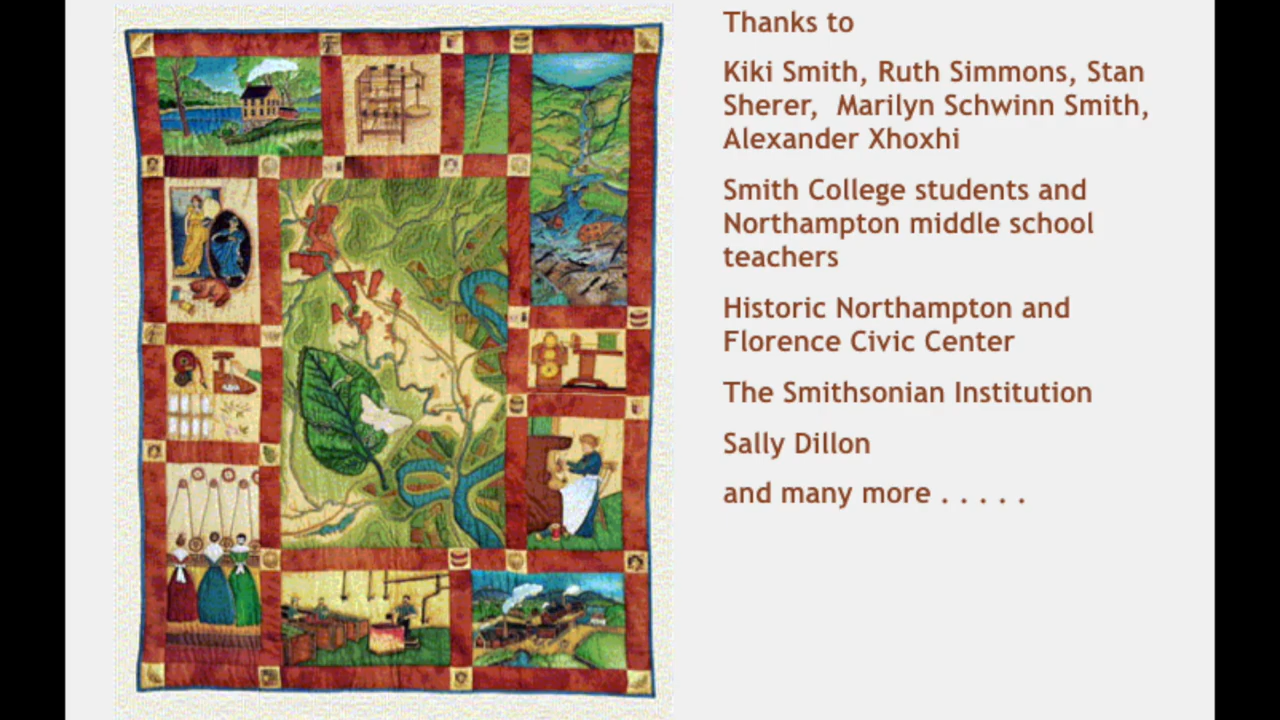 Thanks to
Kiki Smith, Ruth Simmons, Stan
Sherer,  Marilyn Schwinn Smith,
Alexander Xhoxhi
Smith College students and
Northampton middle school
teachers
Historic Northampton and
Florence Civic Center
The Smithsonian Institution
Sally Dillon
and many more . . . . .